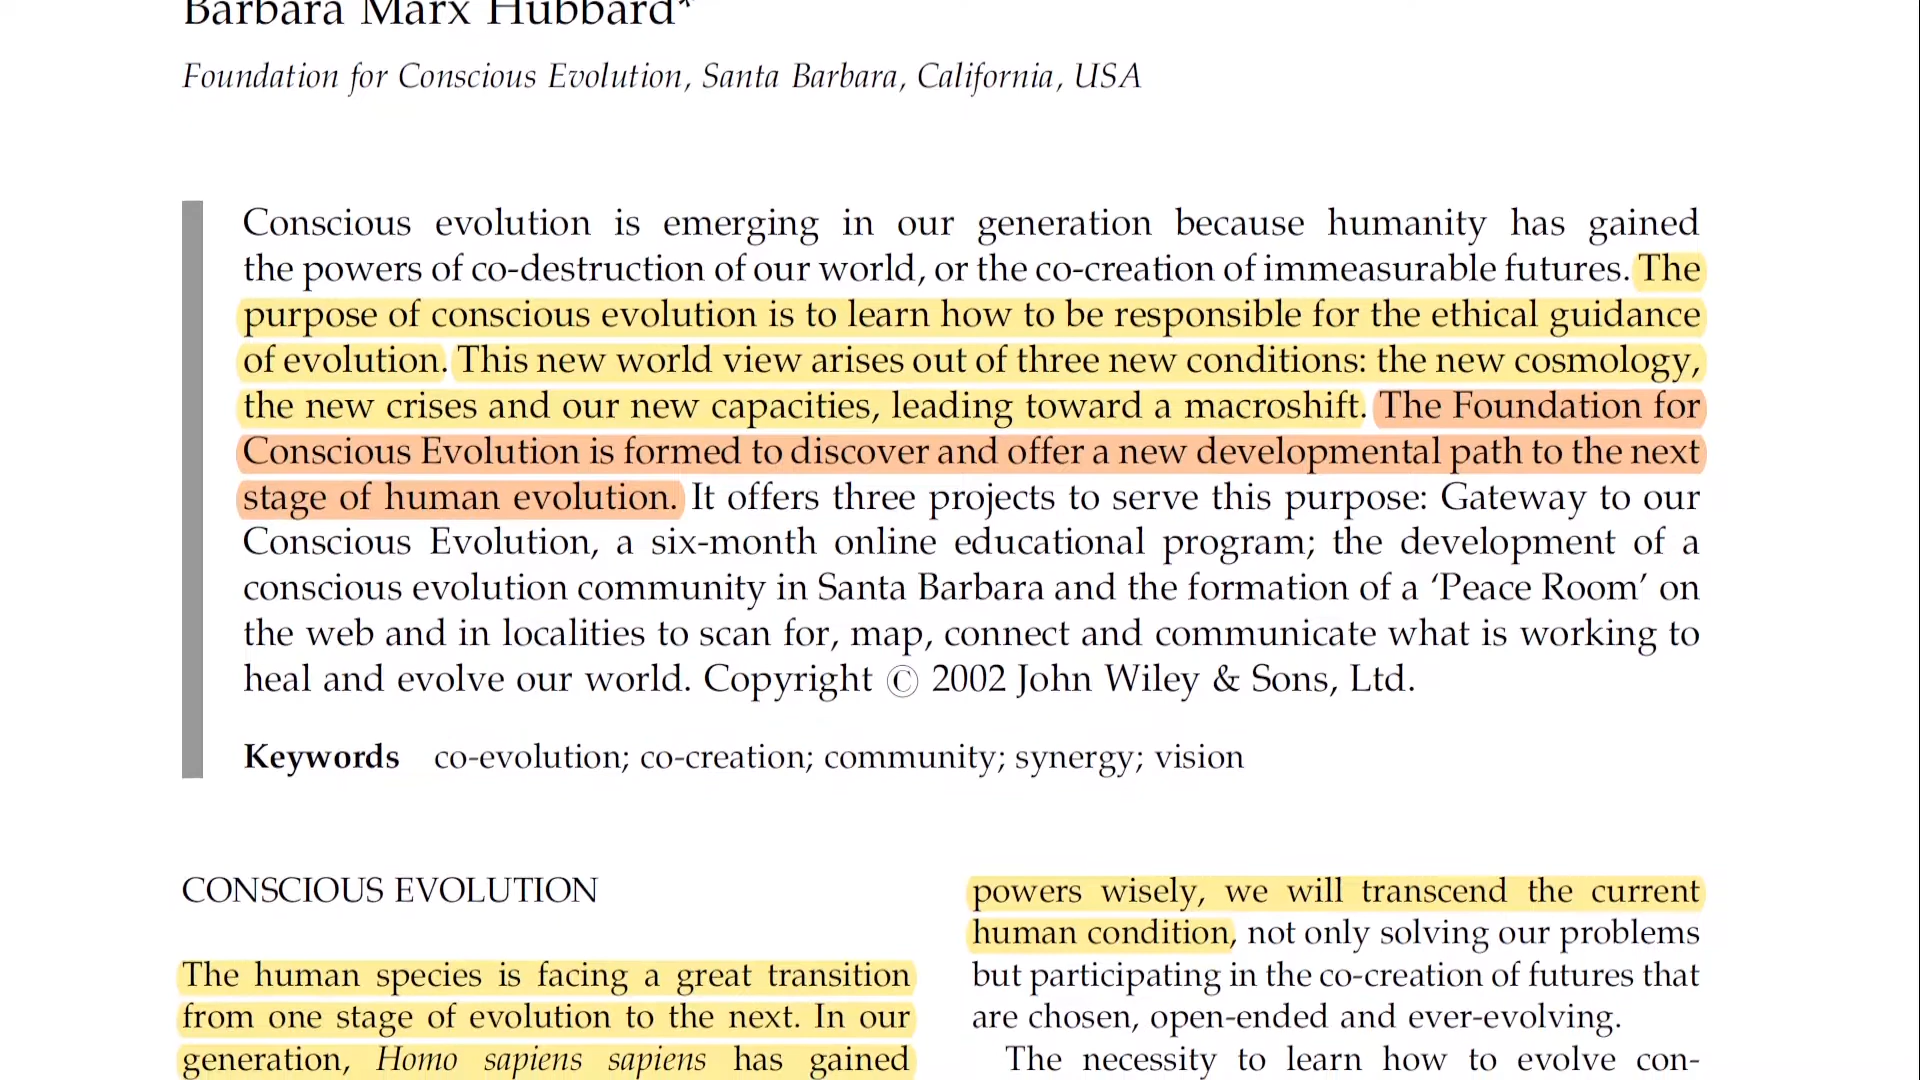 Barbara Marx Hubbard*
Foundation for Conscious Evolution, Santa Barbara, California, USA
Conscious evolution is emerging in our generation because humanity has gained
the powers of co-destruction of our world, or the co-creation of immeasurable futures. The
purpose of conscious evolution is to learn how to be responsible for the ethical guidance
of evolution. This new world view arises out of three new conditions: the new cosmology,
the new crises and our new capacities, leading toward a macroshift. The Foundation for
Conscious Evolution is formed to discover and offer a new developmental path to the next
stage of human evolution. It offers three projects to serve this purpose: Gateway to our
Conscious Evolution, a six-month online educational program; the development of a
conscious evolution community in Santa Barbara and the formation of a ‘Peace Room’ on
the web and in localities to scan for, map, connect and communicate what is working to
heal and evolve our world. Copyright © 2002 John Wiley & Sons, Ltd.
Keywords co-evolution; co-creation; community; synergy; vision
CONSCIOUS EVOLUTION
The human species is facing a great transition
from one stage of evolution to the next. In our
generation, Homo sapiens sapiens has gained
powers wisely, we will transcend the current
human condition, not only solving our problems
but participating in the co-creation of futures that
are chosen, open-ended and ever-evolving.
The necessity to learn how to evolve con-